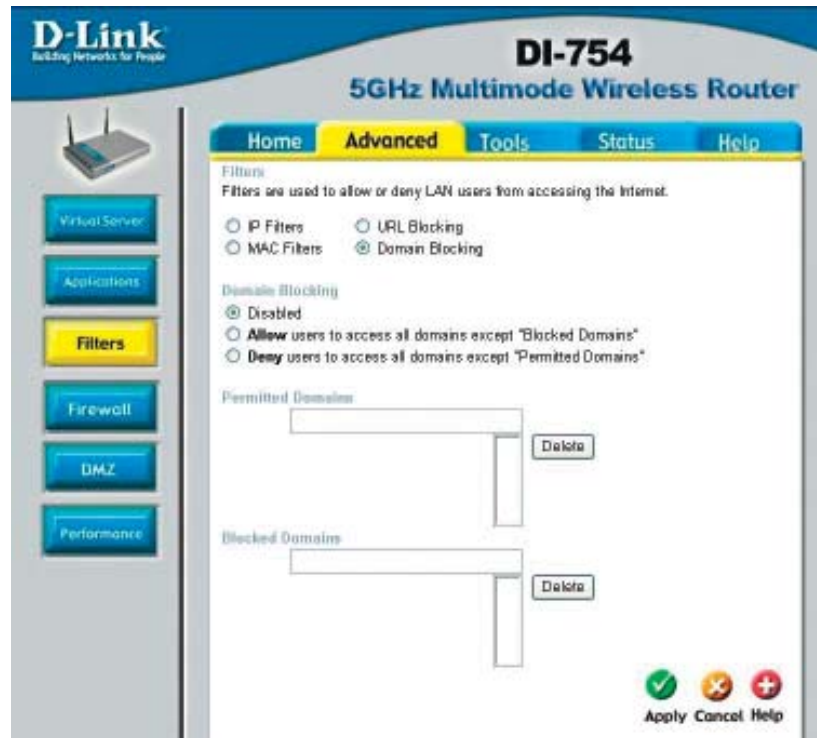 D-Link
Building Networks for People
DI-754
5GHz Multimode Wireless Router
Home Advanced Tools Status Help
Virtual Server
Applications
Filters
Firewall
DMZ
Performance
Filters
Filters are used to allow or deny LAN users from accessing the Internet.
IP Filters URL Blocking
MAC Filters Domain Blocking
Domain Blocking
Disabled
Allow users to access all domains except "Blocked Domains"
Deny users to access all domains except "Permitted Domains"
Permitted Domains
Delete
Blocked Domains
Delete
Apply Cancel Help